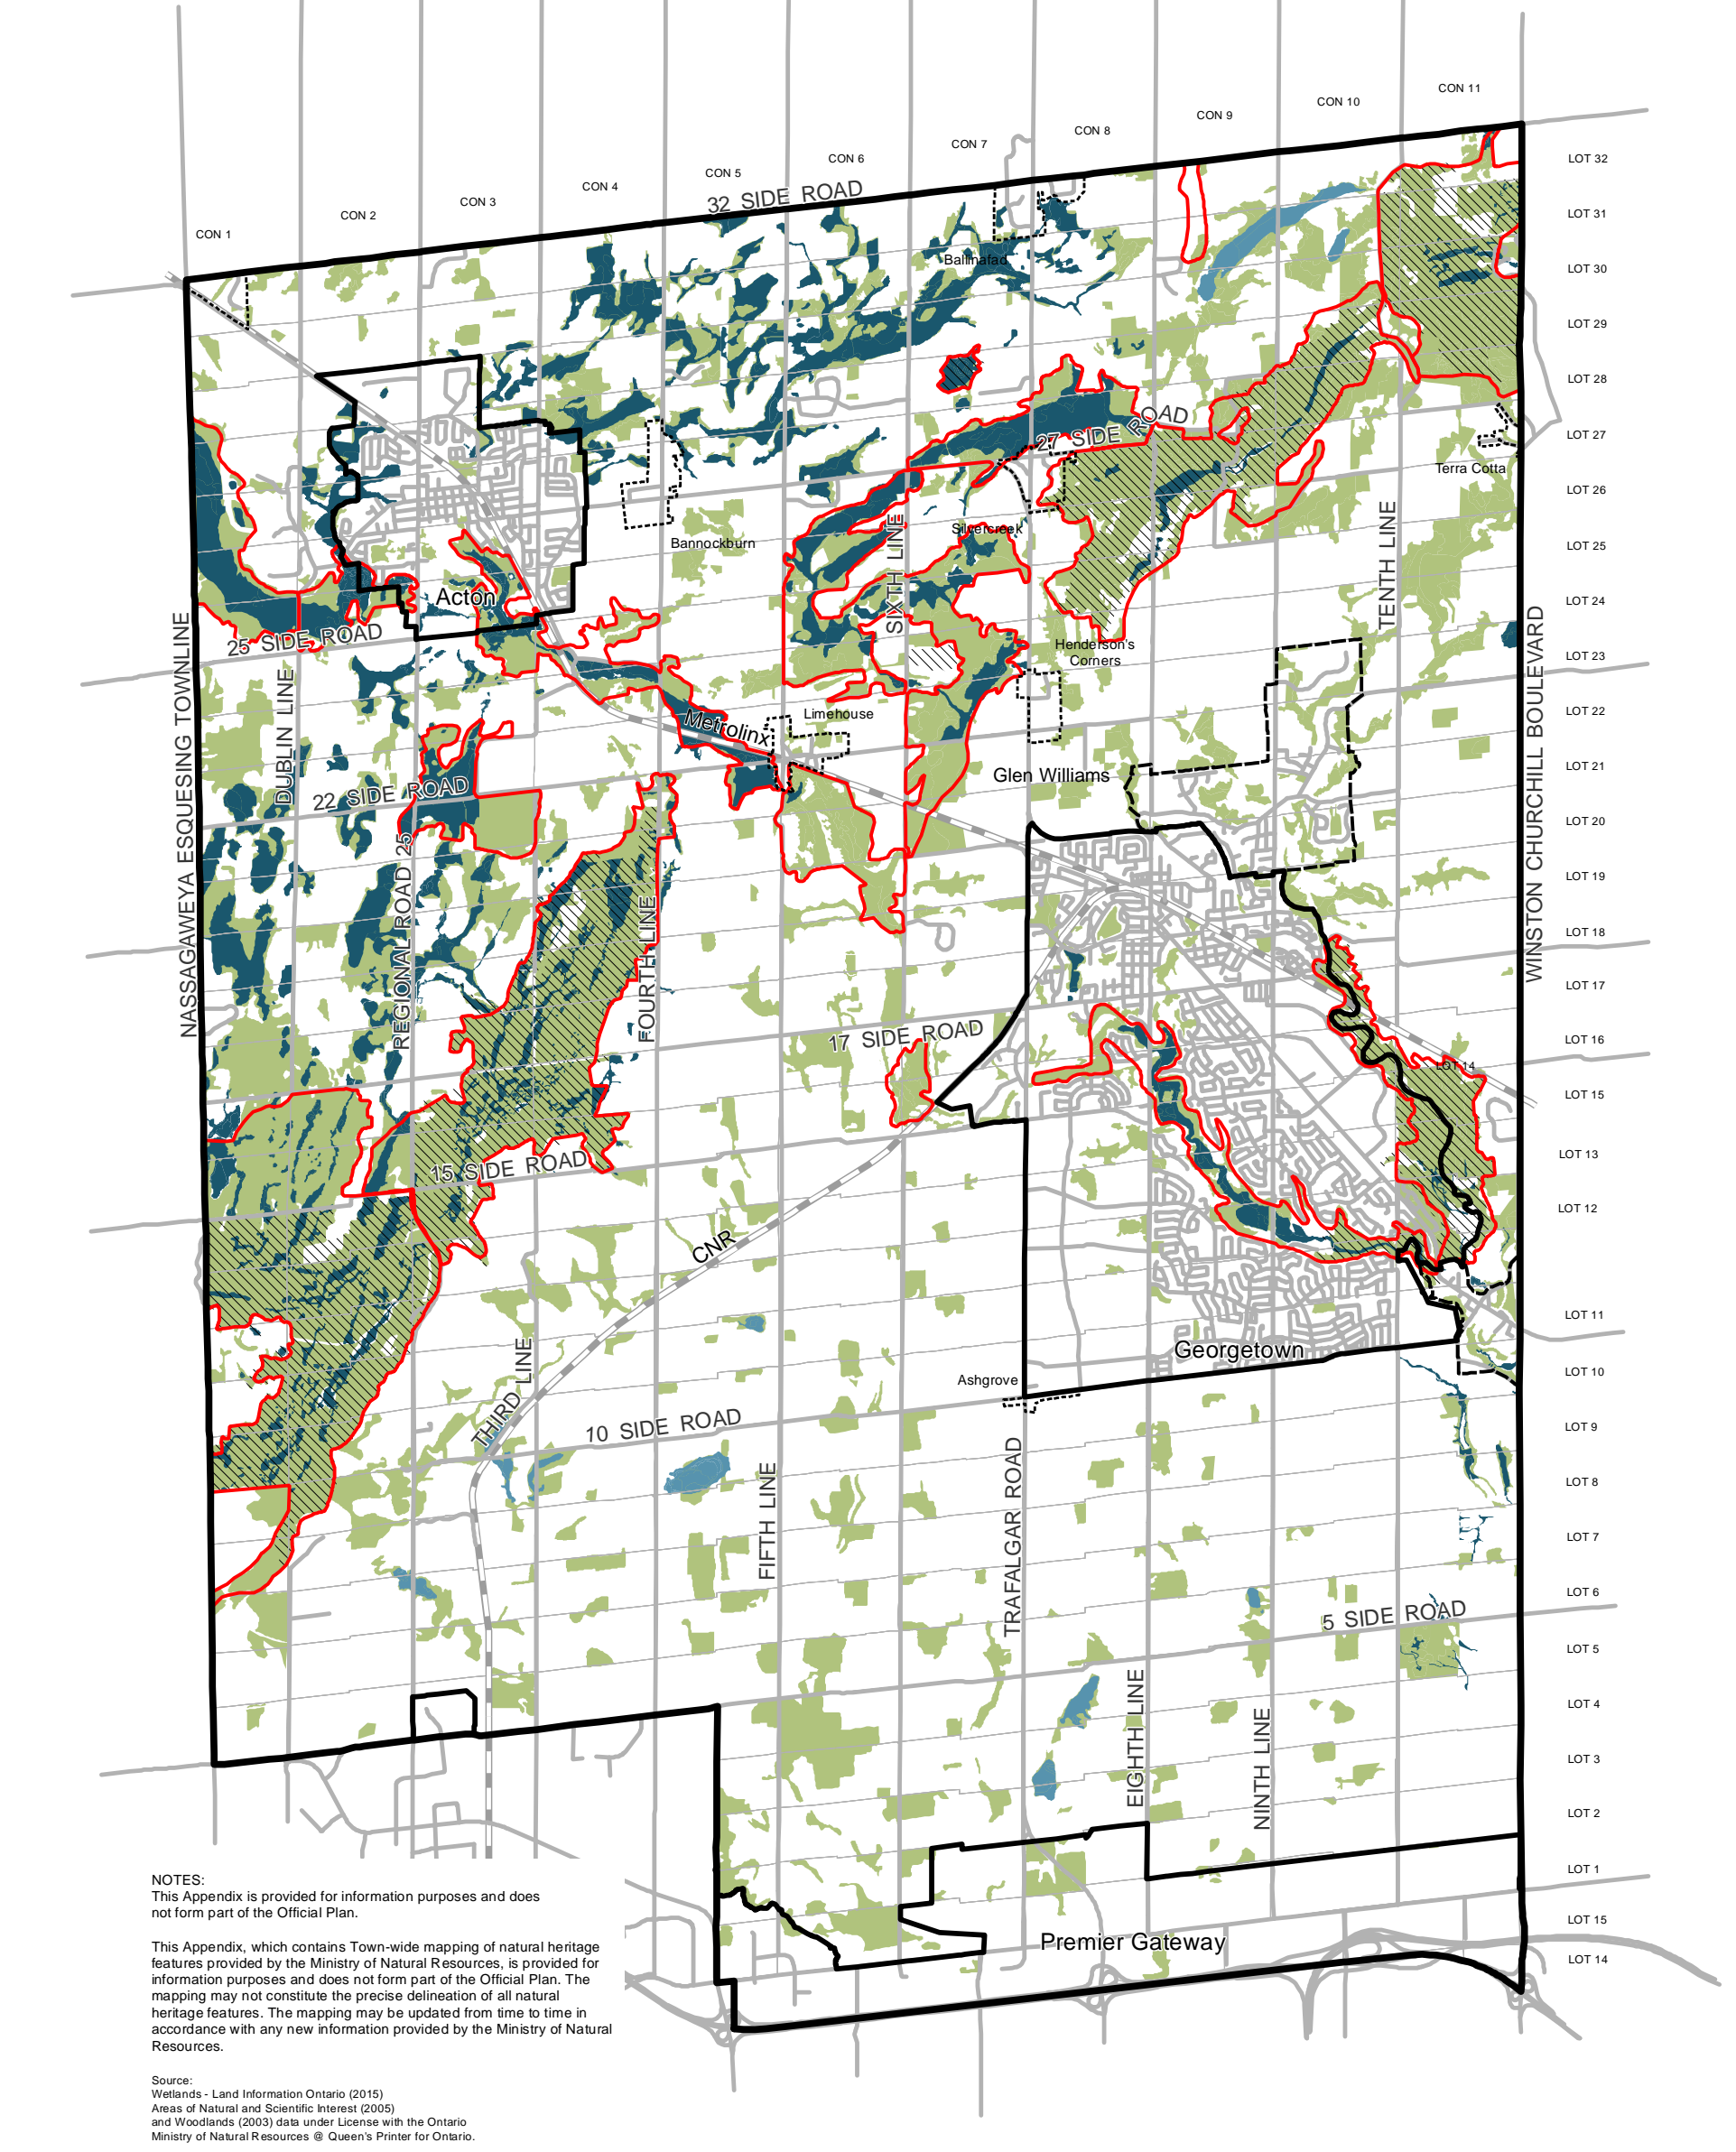 CON 11
CON 10
CON 9
CON 8
CON 7
CON 6
CON 5
CON 4
CON 3
CON 2
CON 1
32 SIDE ROAD
LOT 32
LOT 31
LOT 30
LOT 29
LOT 28
LOT 27
LOT 26
LOT 25
LOT 24
LOT 23
LOT 22
LOT 21
LOT 20
LOT 19
LOT 18
LOT 17
LOT 16
LOT 15
LOT 14
LOT 13
LOT 12
LOT 11
LOT 10
LOT 9
LOT 8
LOT 7
LOT 6
LOT 5
LOT 4
LOT 3
LOT 2
LOT 1
LOT 15
LOT 14
Ballinafad
27 SIDE ROAD
Terra Cotta
Silvercreek
Bannockburn
SIXTH LINE
TENTH LINE
Acton
25 SIDE ROAD
Henderson's
Corners
NASSAGAWEYA ESQUESING TOWNLINE
DUBLIN LINE
WINSTON CHURCHILL BOULEVARD
Limehouse
Metrolinx
Glen Williams
22 SIDE ROAD
REGIONAL ROAD 25
FOURTH LINE
17 SIDE ROAD
15 SIDE ROAD
CNR
THIRD LINE
Georgetown
Ashgrove
10 SIDE ROAD
FIFTH LINE
TRAFALGAR ROAD
5 SIDE ROAD
EIGHTH LINE
NINTH LINE
Premier Gateway
NOTES:
This Appendix is provided for information purposes and does
not form part of the Official Plan.
This Appendix, which contains Town-wide mapping of natural heritage
features provided by the Ministry of Natural Resources, is provided for
information purposes and does not form part of the Official Plan. The
mapping may not constitute the precise delineation of all natural
heritage features. The mapping may be updated from time to time in
accordance with any new information provided by the Ministry of Natural
Resources.
Source:
Wetlands - Land Information Ontario (2015)
Areas of Natural and Scientific Interest (2005)
and Woodlands (2003) data under License with the Ontario
Ministry of Natural Resources @ Queen's Printer for Ontario.